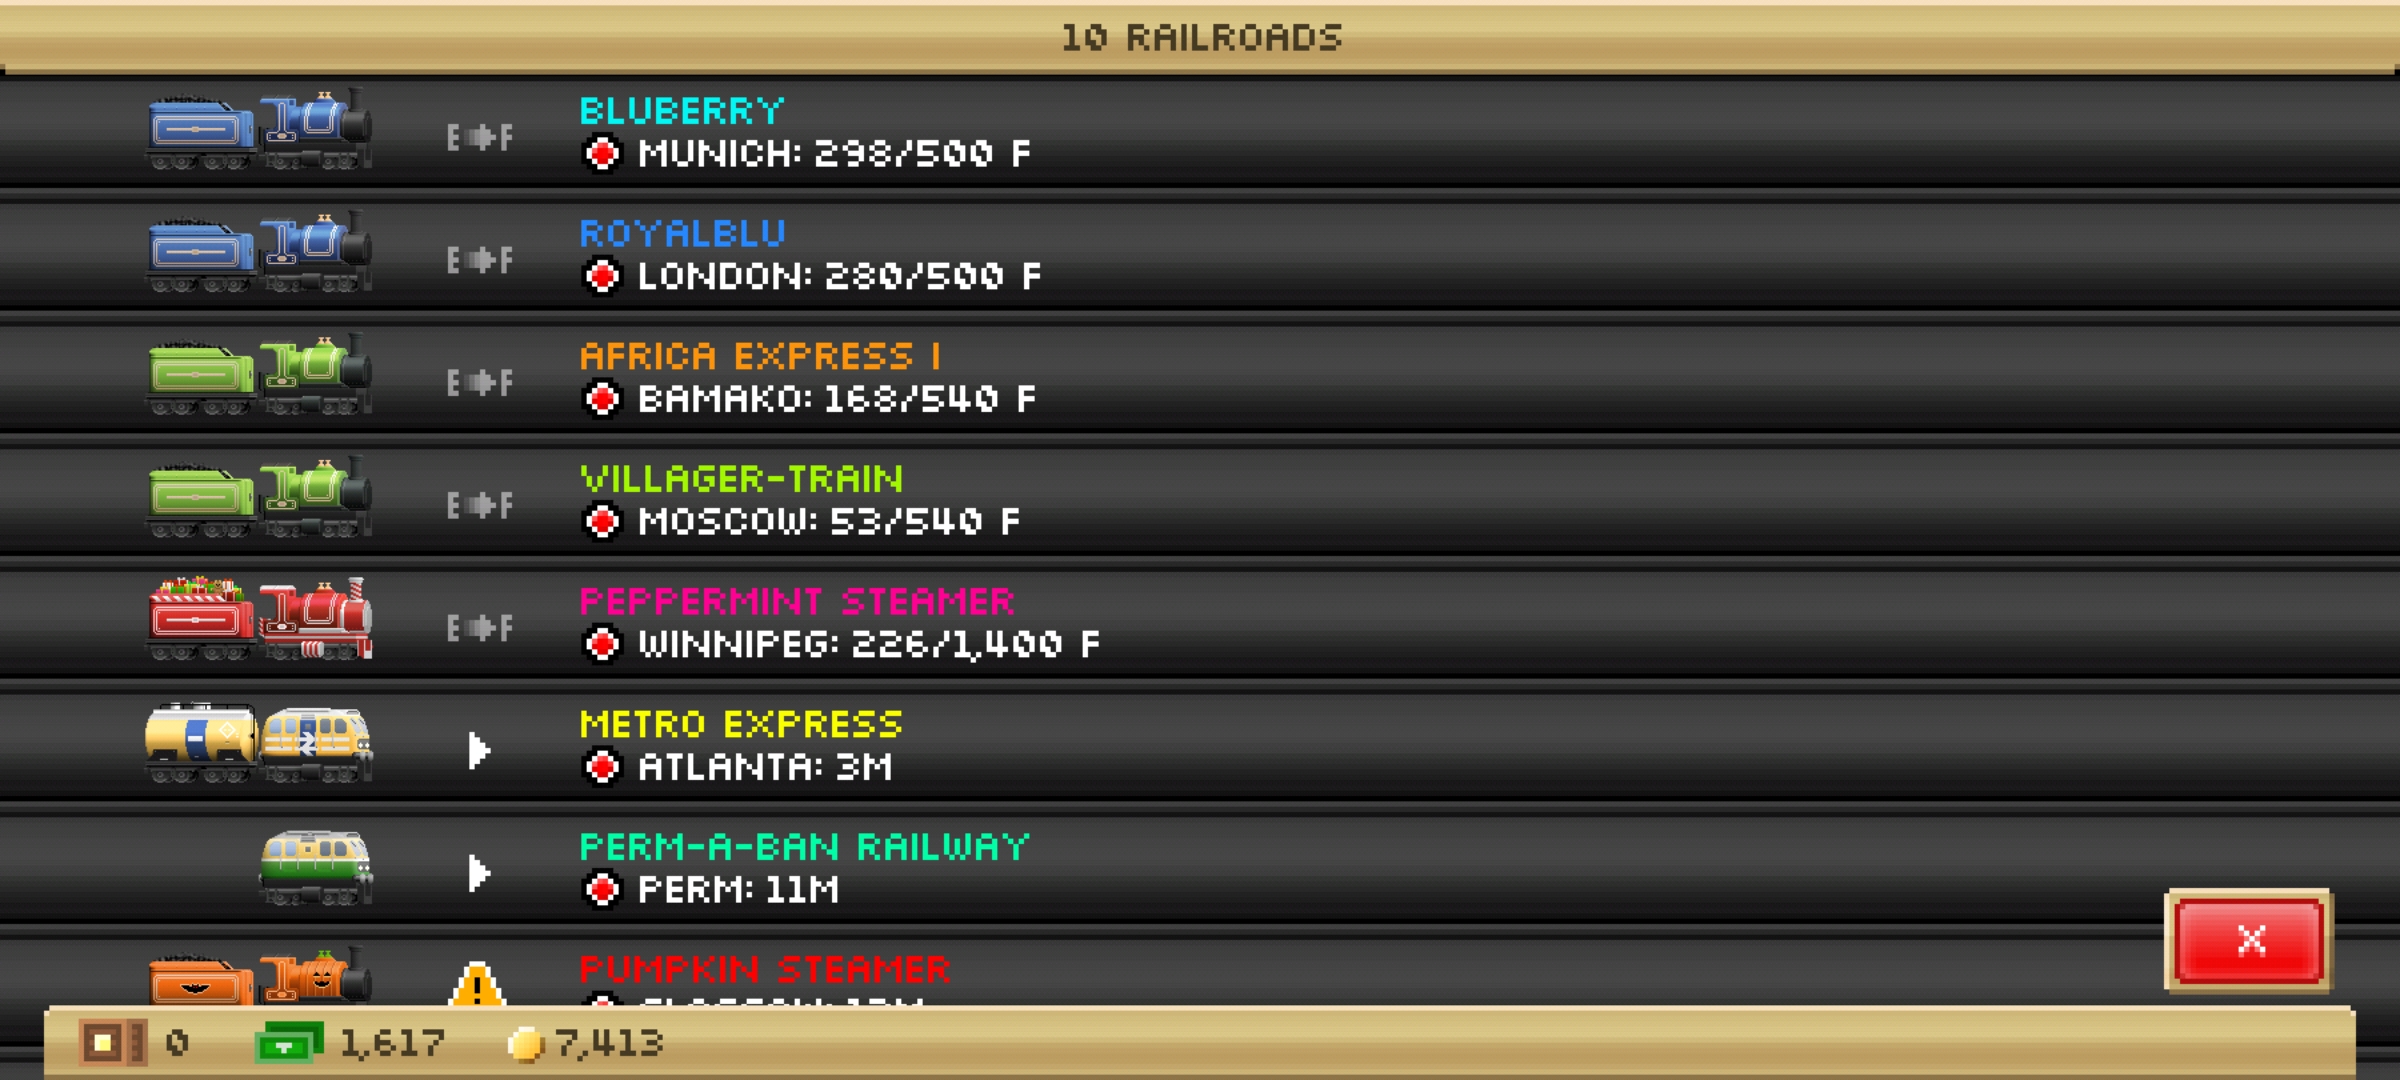 10 RAILROADS
E F
BLUBERRY
MUNICH: 298/500 F
E F
ROYALBLU
LONDON: 280/500 F
E F
AFRICA EXPRESS I
BAMAKO: 168/540 F
E F
VILLAGER-TRAIN
MOSCOW: 53/540 F
E F
PEPPERMINT STEAMER
WINNIPEG: 226/1,400 F
METRO EXPRESS
ATLANTA: 3M
PERM-A-BAN RAILWAY
PERM: 11M
X
PUMPKIN STEAMER
0 1,617 7,413